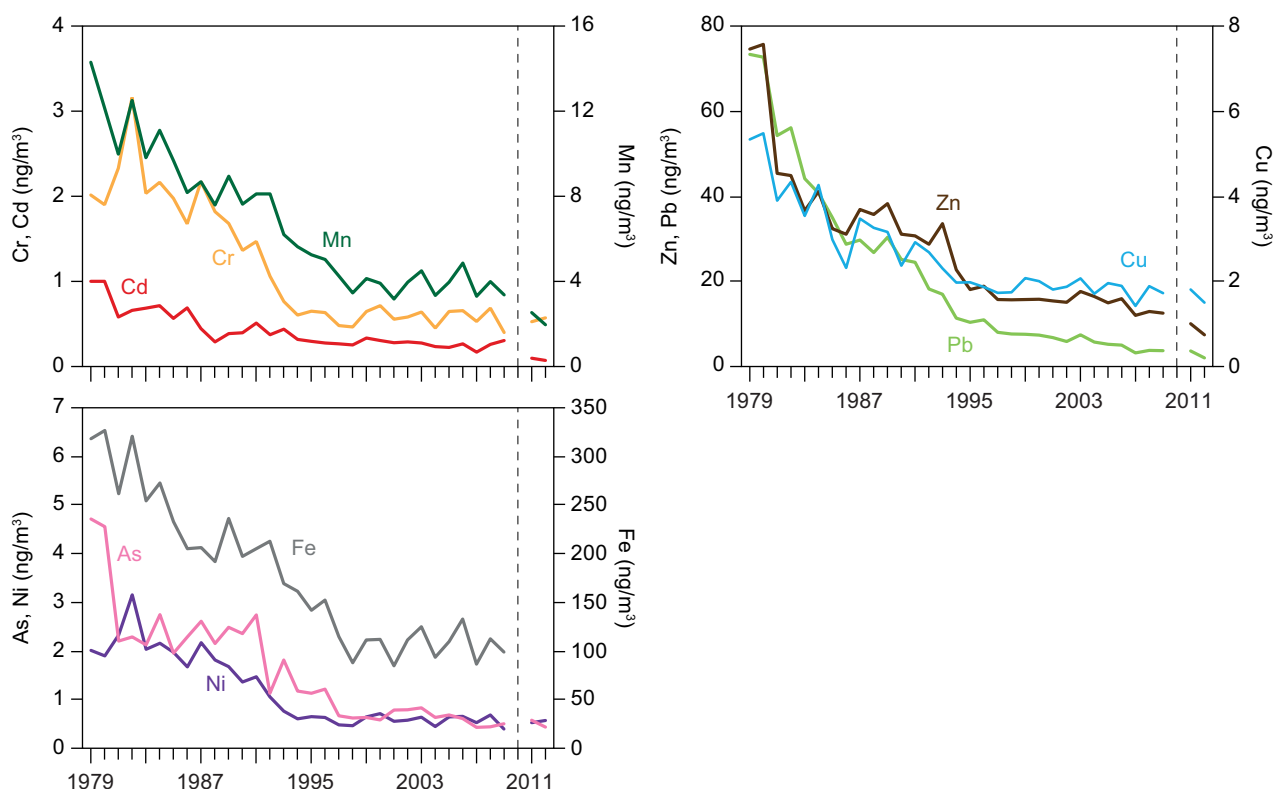 Cr, Cd (ng/m³)
4
3
2
1
0
Mn
Cr
Cd
16
12
8
4
0
Mn (ng/m³)
Zn, Pb (ng/m³)
80
60
40
20
0
Zn
Cu
Pb
8
6
4
2
0
Cu (ng/m³)
1979 1987 1995 2003 2011
As, Ni (ng/m³)
7
6
5
4
3
2
1
0
As
Fe
Ni
350
300
250
200
150
100
50
0
Fe (ng/m³)
1979 1987 1995 2003 2011